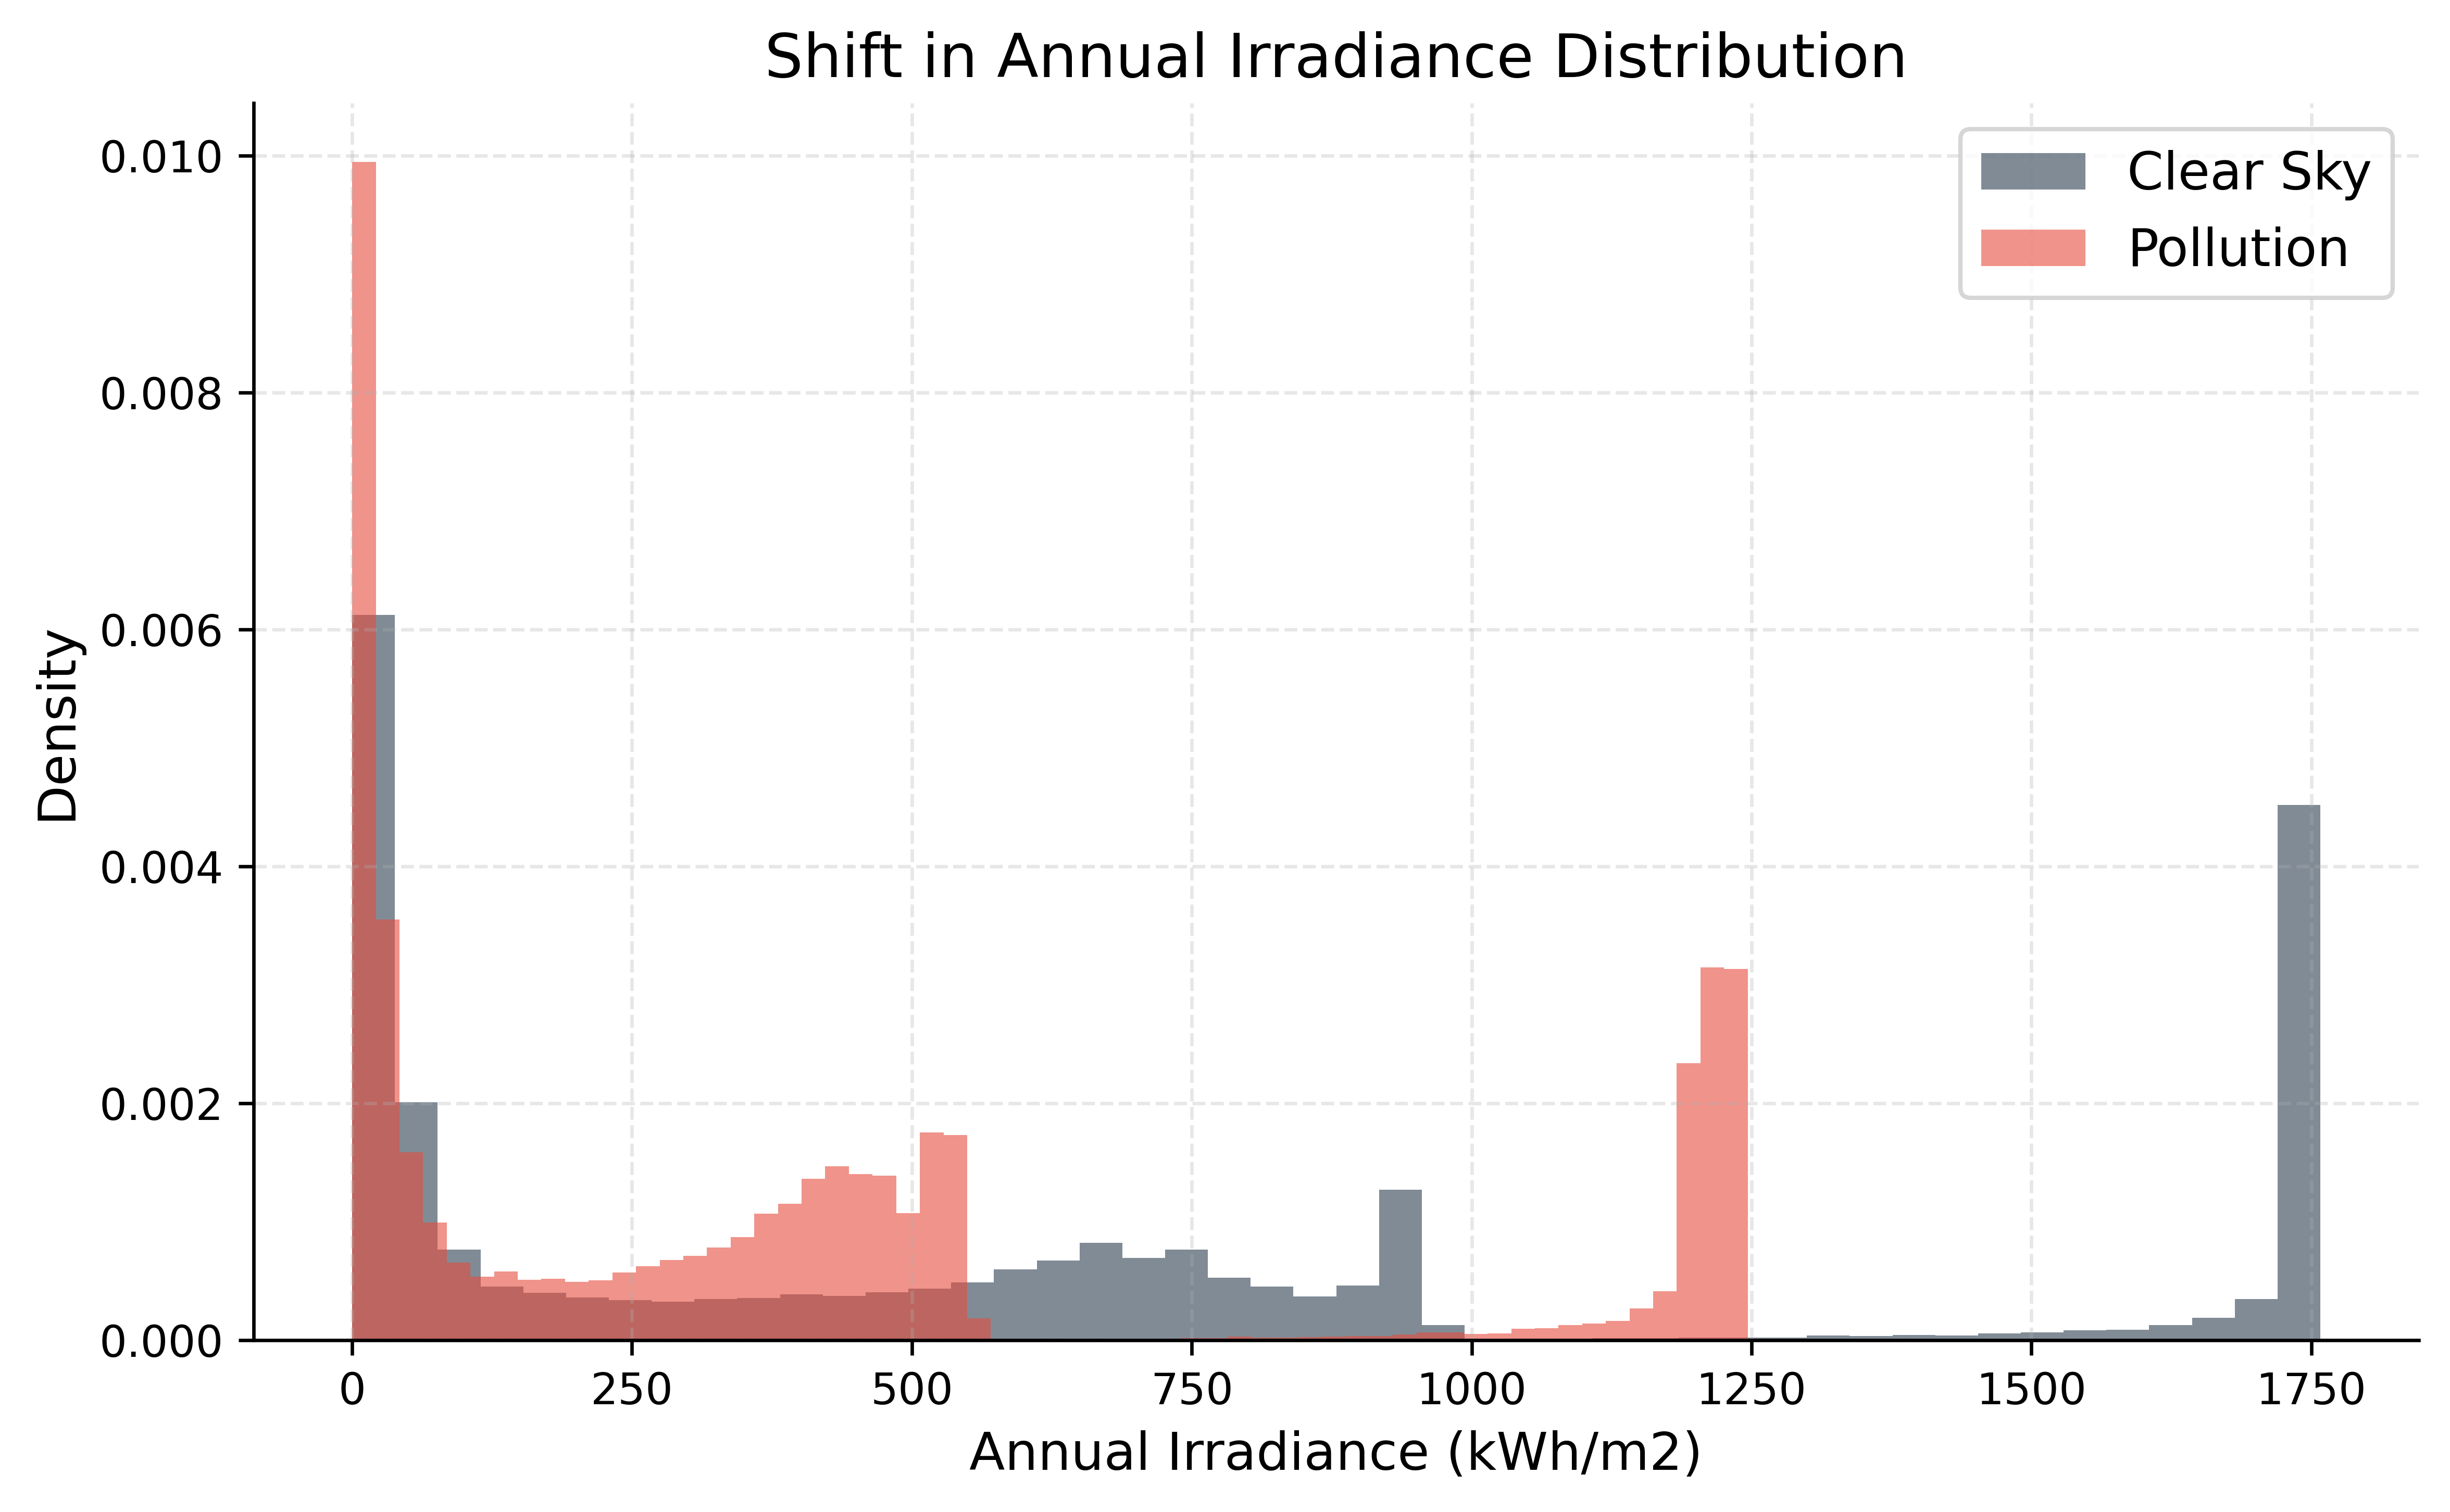 Shift in Annual Irradiance Distribution
Clear Sky
Pollution
Density
0.010
0.008
0.006
0.004
0.002
0.000
0 250 500 750 1000 1250 1500 1750
Annual Irradiance (kWh/m2)